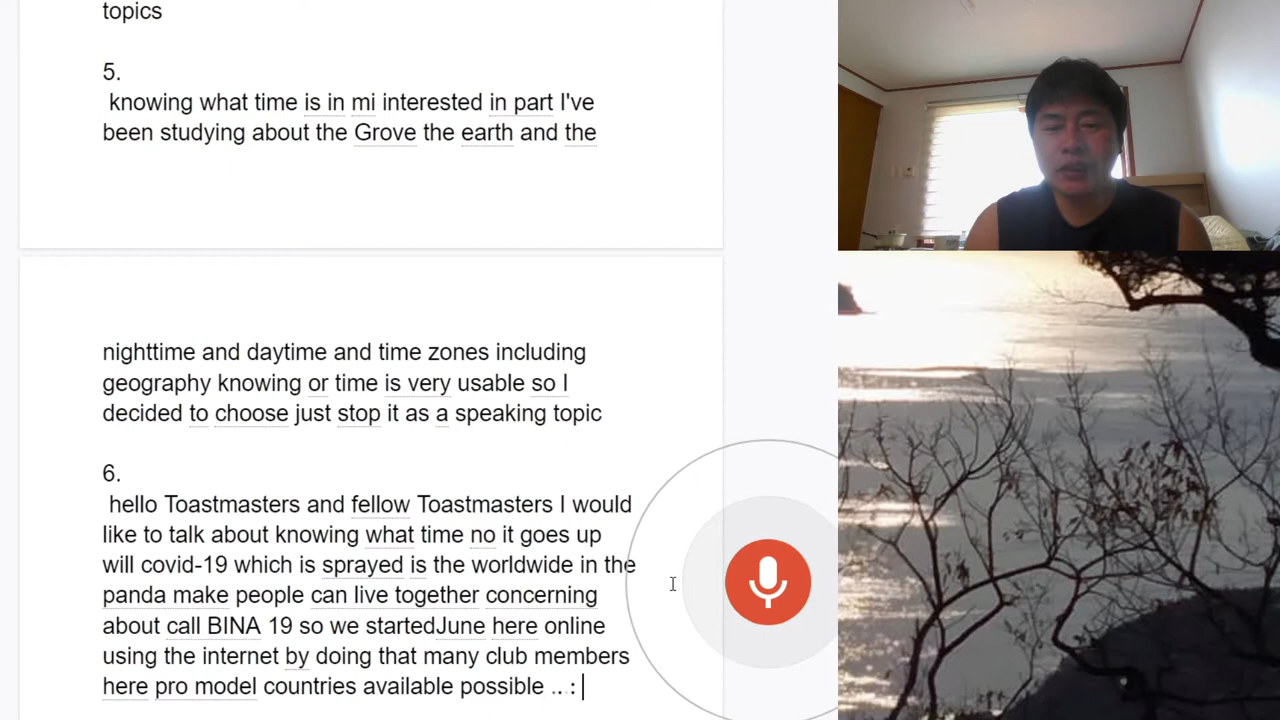 topics
5.
knowing what time is in mi interested in part I've
been studying about the Grove the earth and the
nighttime and daytime and time zones including
geography knowing or time is very usable so I
decided to choose just stop it as a speaking topic
6.
hello Toastmasters and fellow Toastmasters I would
like to talk about knowing what time no it goes up
will covid-19 which is sprayed is the worldwide in the
panda make people can live together concerning
about call BINA 19 so we startedJune here online
using the internet by doing that many club members
here pro model countries available possible ...: